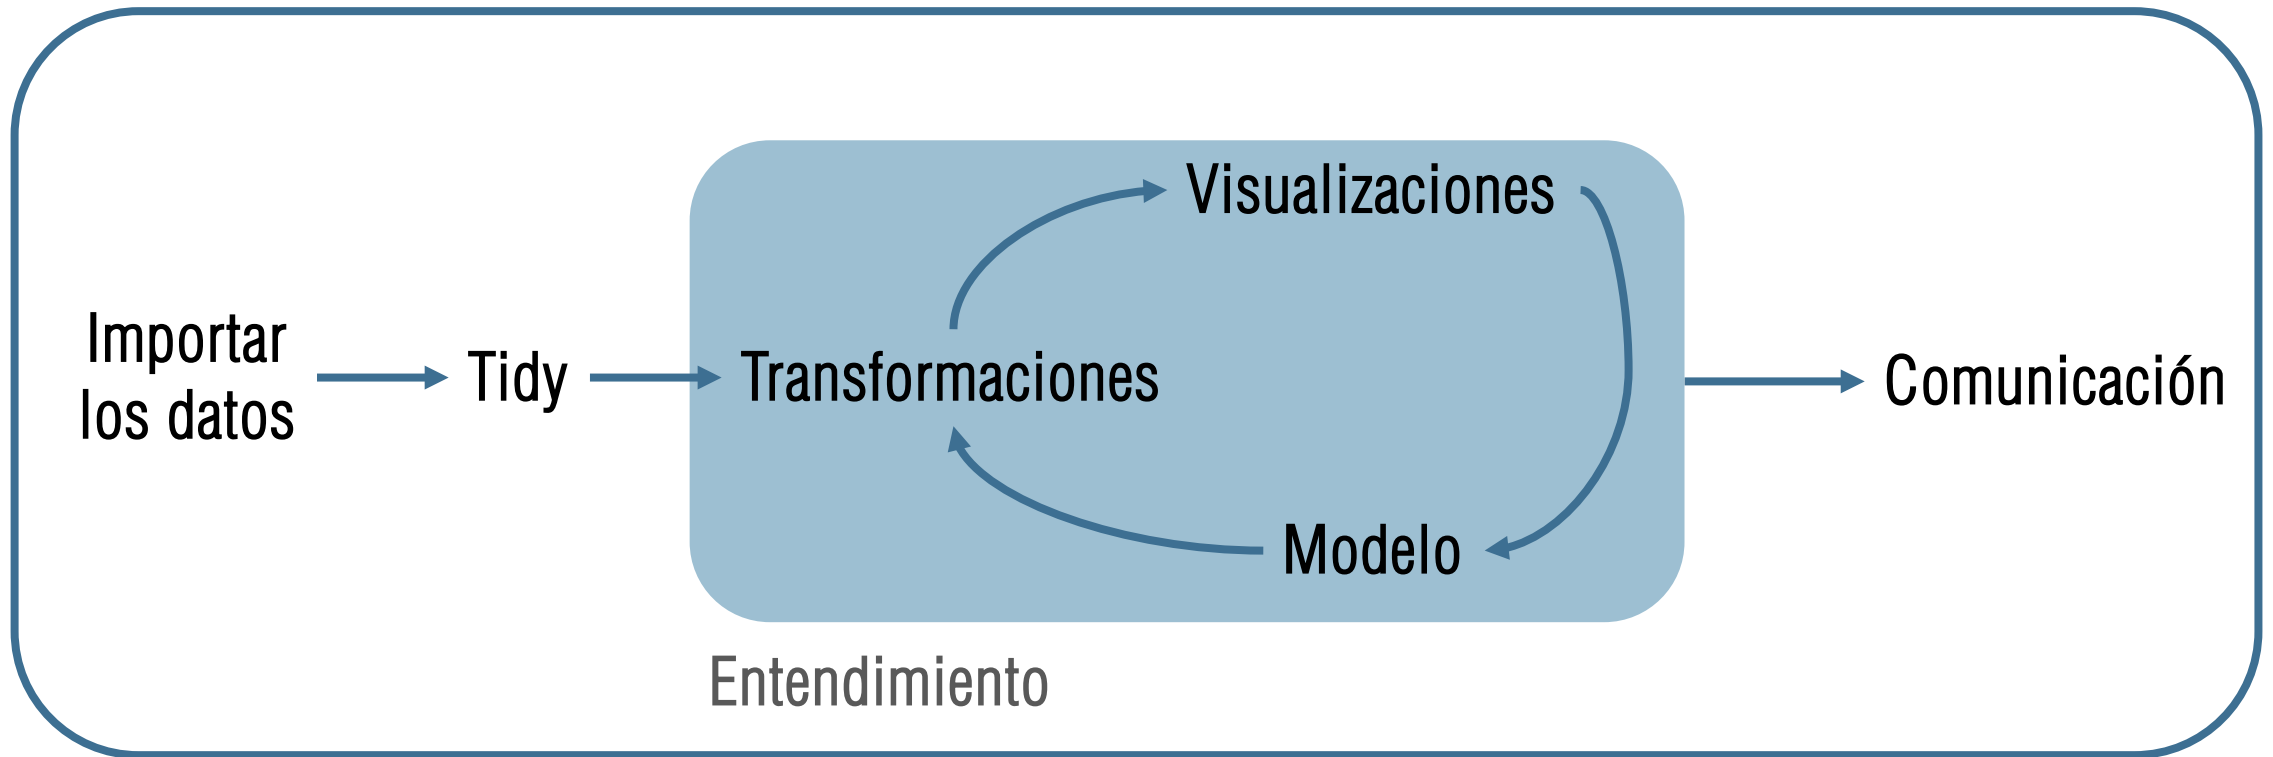 Importar
los datos
Tidy
Transformaciones
Visualizaciones
Modelo
Comunicación
Entendimiento